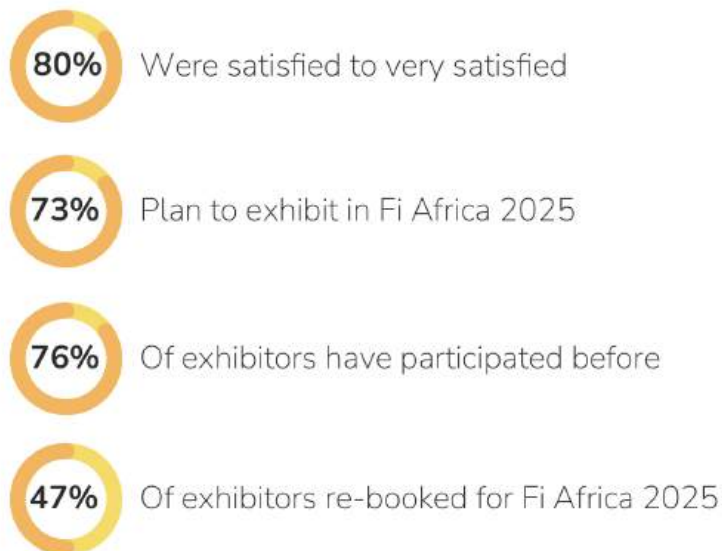 80% Were satisfied to very satisfied
73% Plan to exhibit in Fi Africa 2025
76% Of exhibitors have participated before
47% Of exhibitors re-booked for Fi Africa 2025